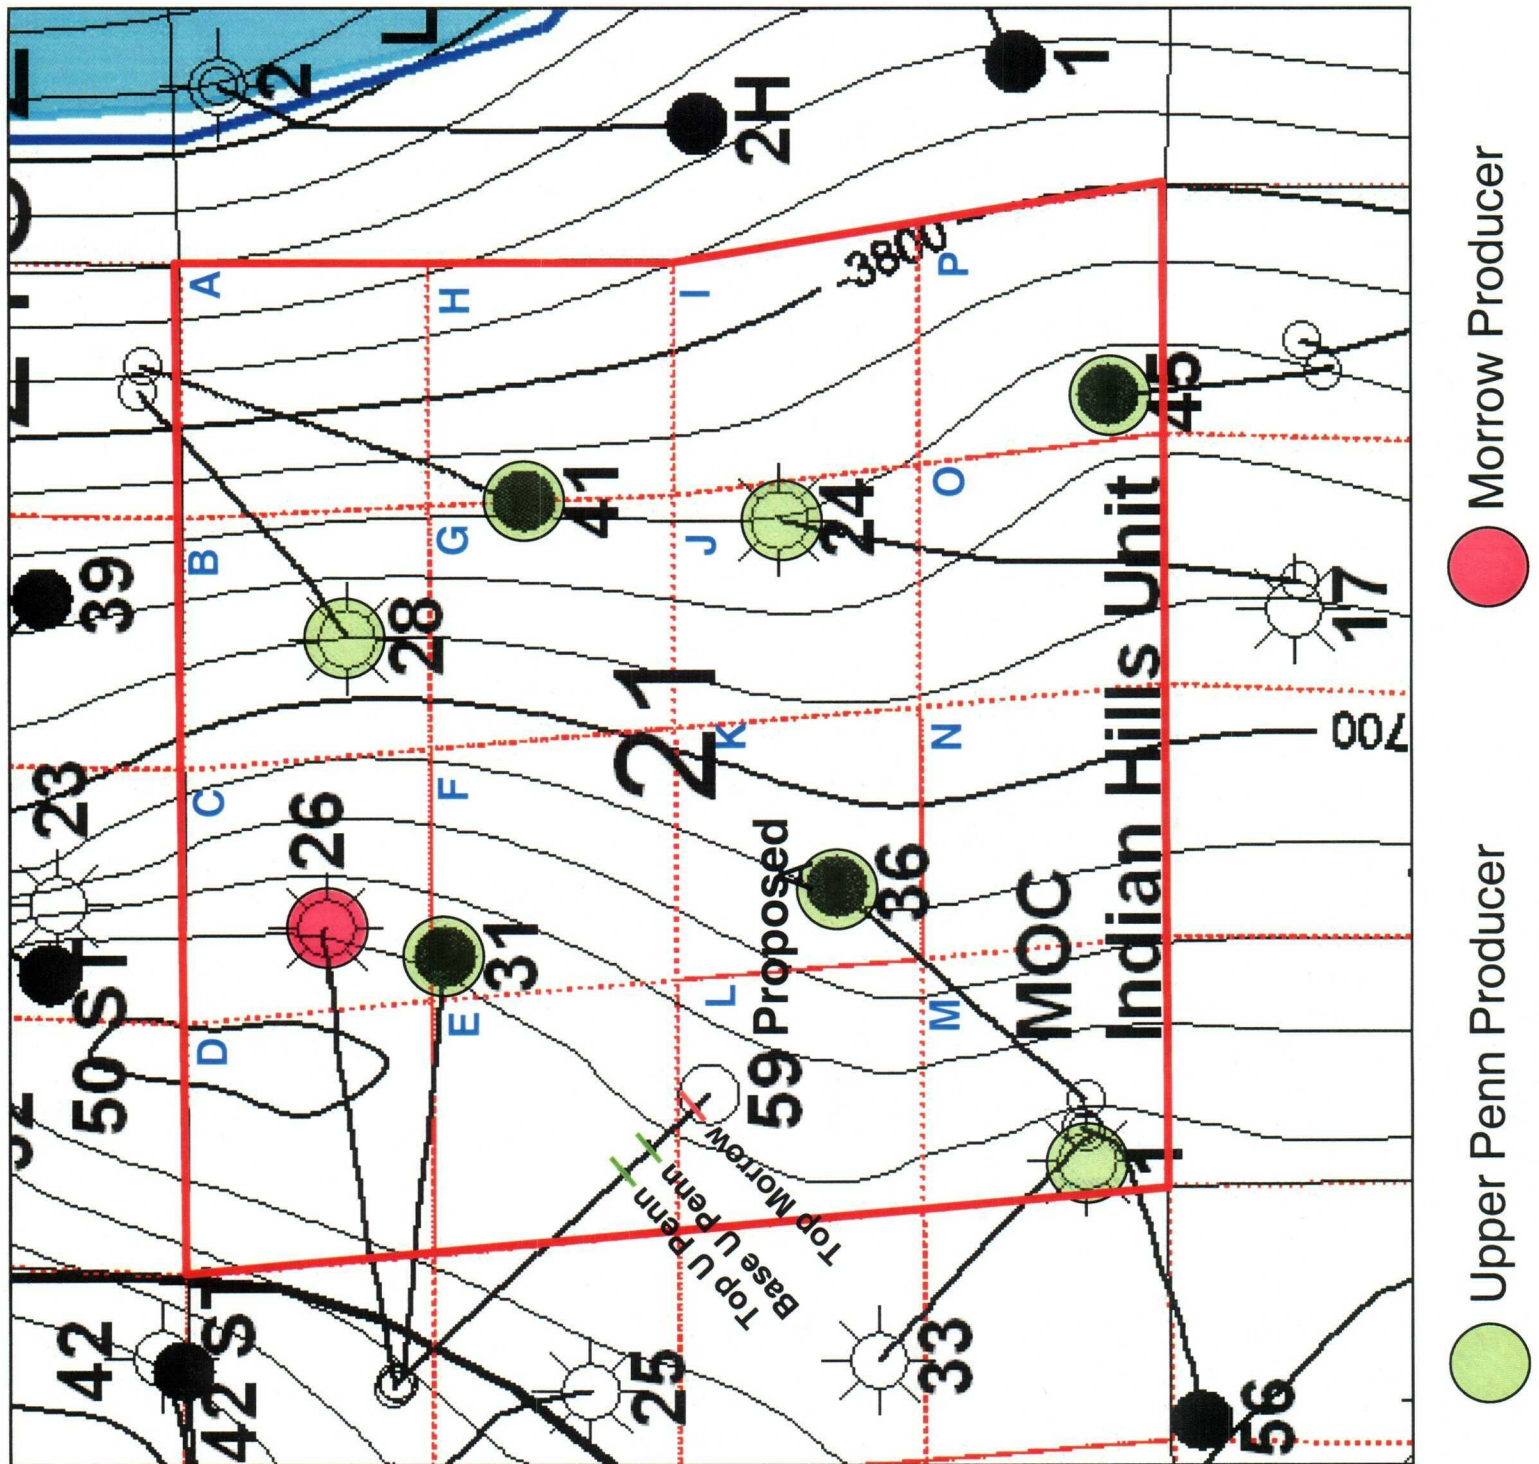 2
1
2H
A
H
I
P
-3800
39
B
G
41
J
24
O
45
28
17
21
23
C
26
F
K
N
700
31
36
59 Proposed
MOC
Indian Hills Unit
50 ST
D
E
L
M
1
Top U Penn
Base U Penn
Top Morrow
42
42 ST
25
33
56
Upper Penn Producer
Morrow Producer